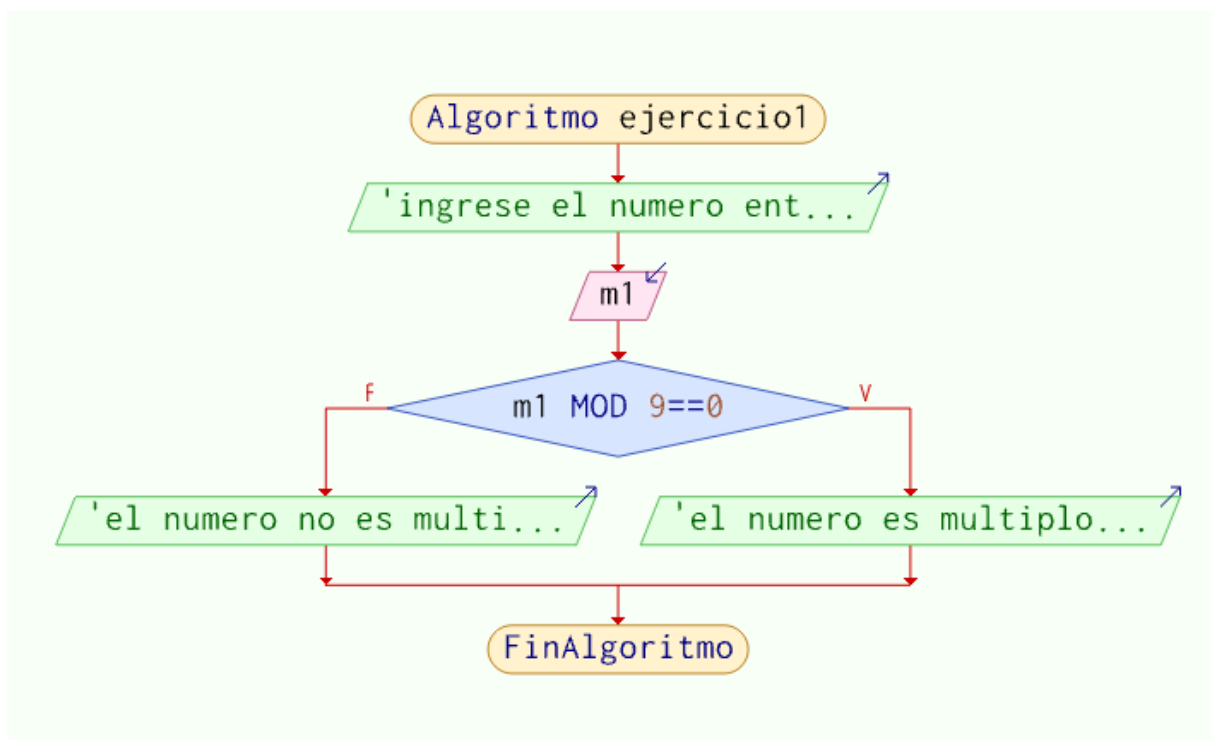 Algoritmo ejercicio1
'ingrese el numero ent...
m1
F
m1 MOD 9==0
V
'el numero no es multi...
'el numero es multiplo...
FinAlgoritmo